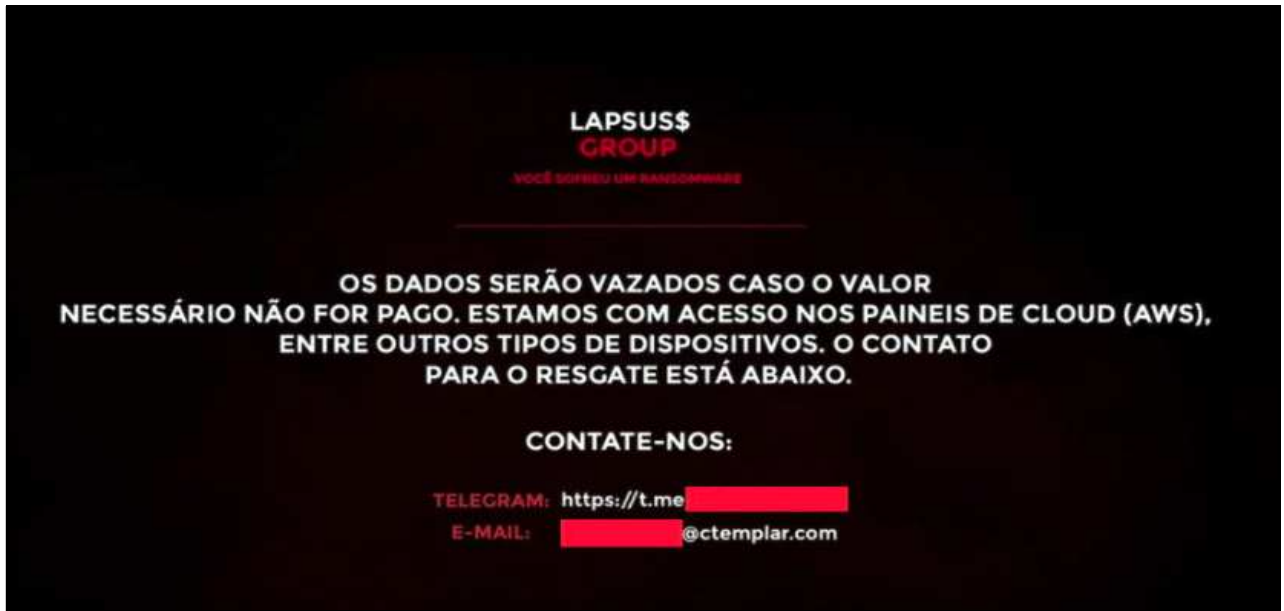 LAPSUS$
GROUP
VOCÊ SOFREU UM RANSOMWARE
OS DADOS SERÃO VAZADOS CASO O VALOR
NECESSÁRIO NÃO FOR PAGO. ESTAMOS COM ACESSO NOS PAINEIS DE CLOUD (AWS),
ENTRE OUTROS TIPOS DE DISPOSITIVOS. O CONTATO
PARA O RESGATE ESTÁ ABAIXO.
CONTATE-NOS:
TELEGRAM: https://t.me
E-MAIL: @ctemplar.com